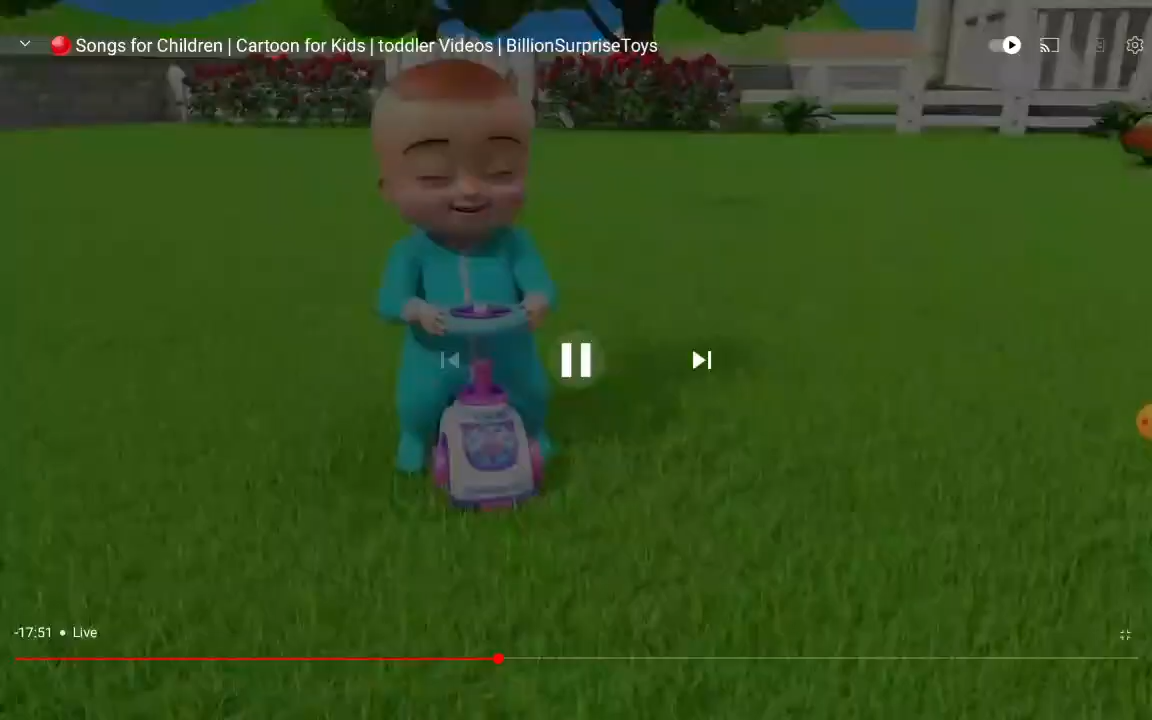 Songs for Children | Cartoon for Kids | toddler Videos | BillionSurpriseToys
-17:51 • Live